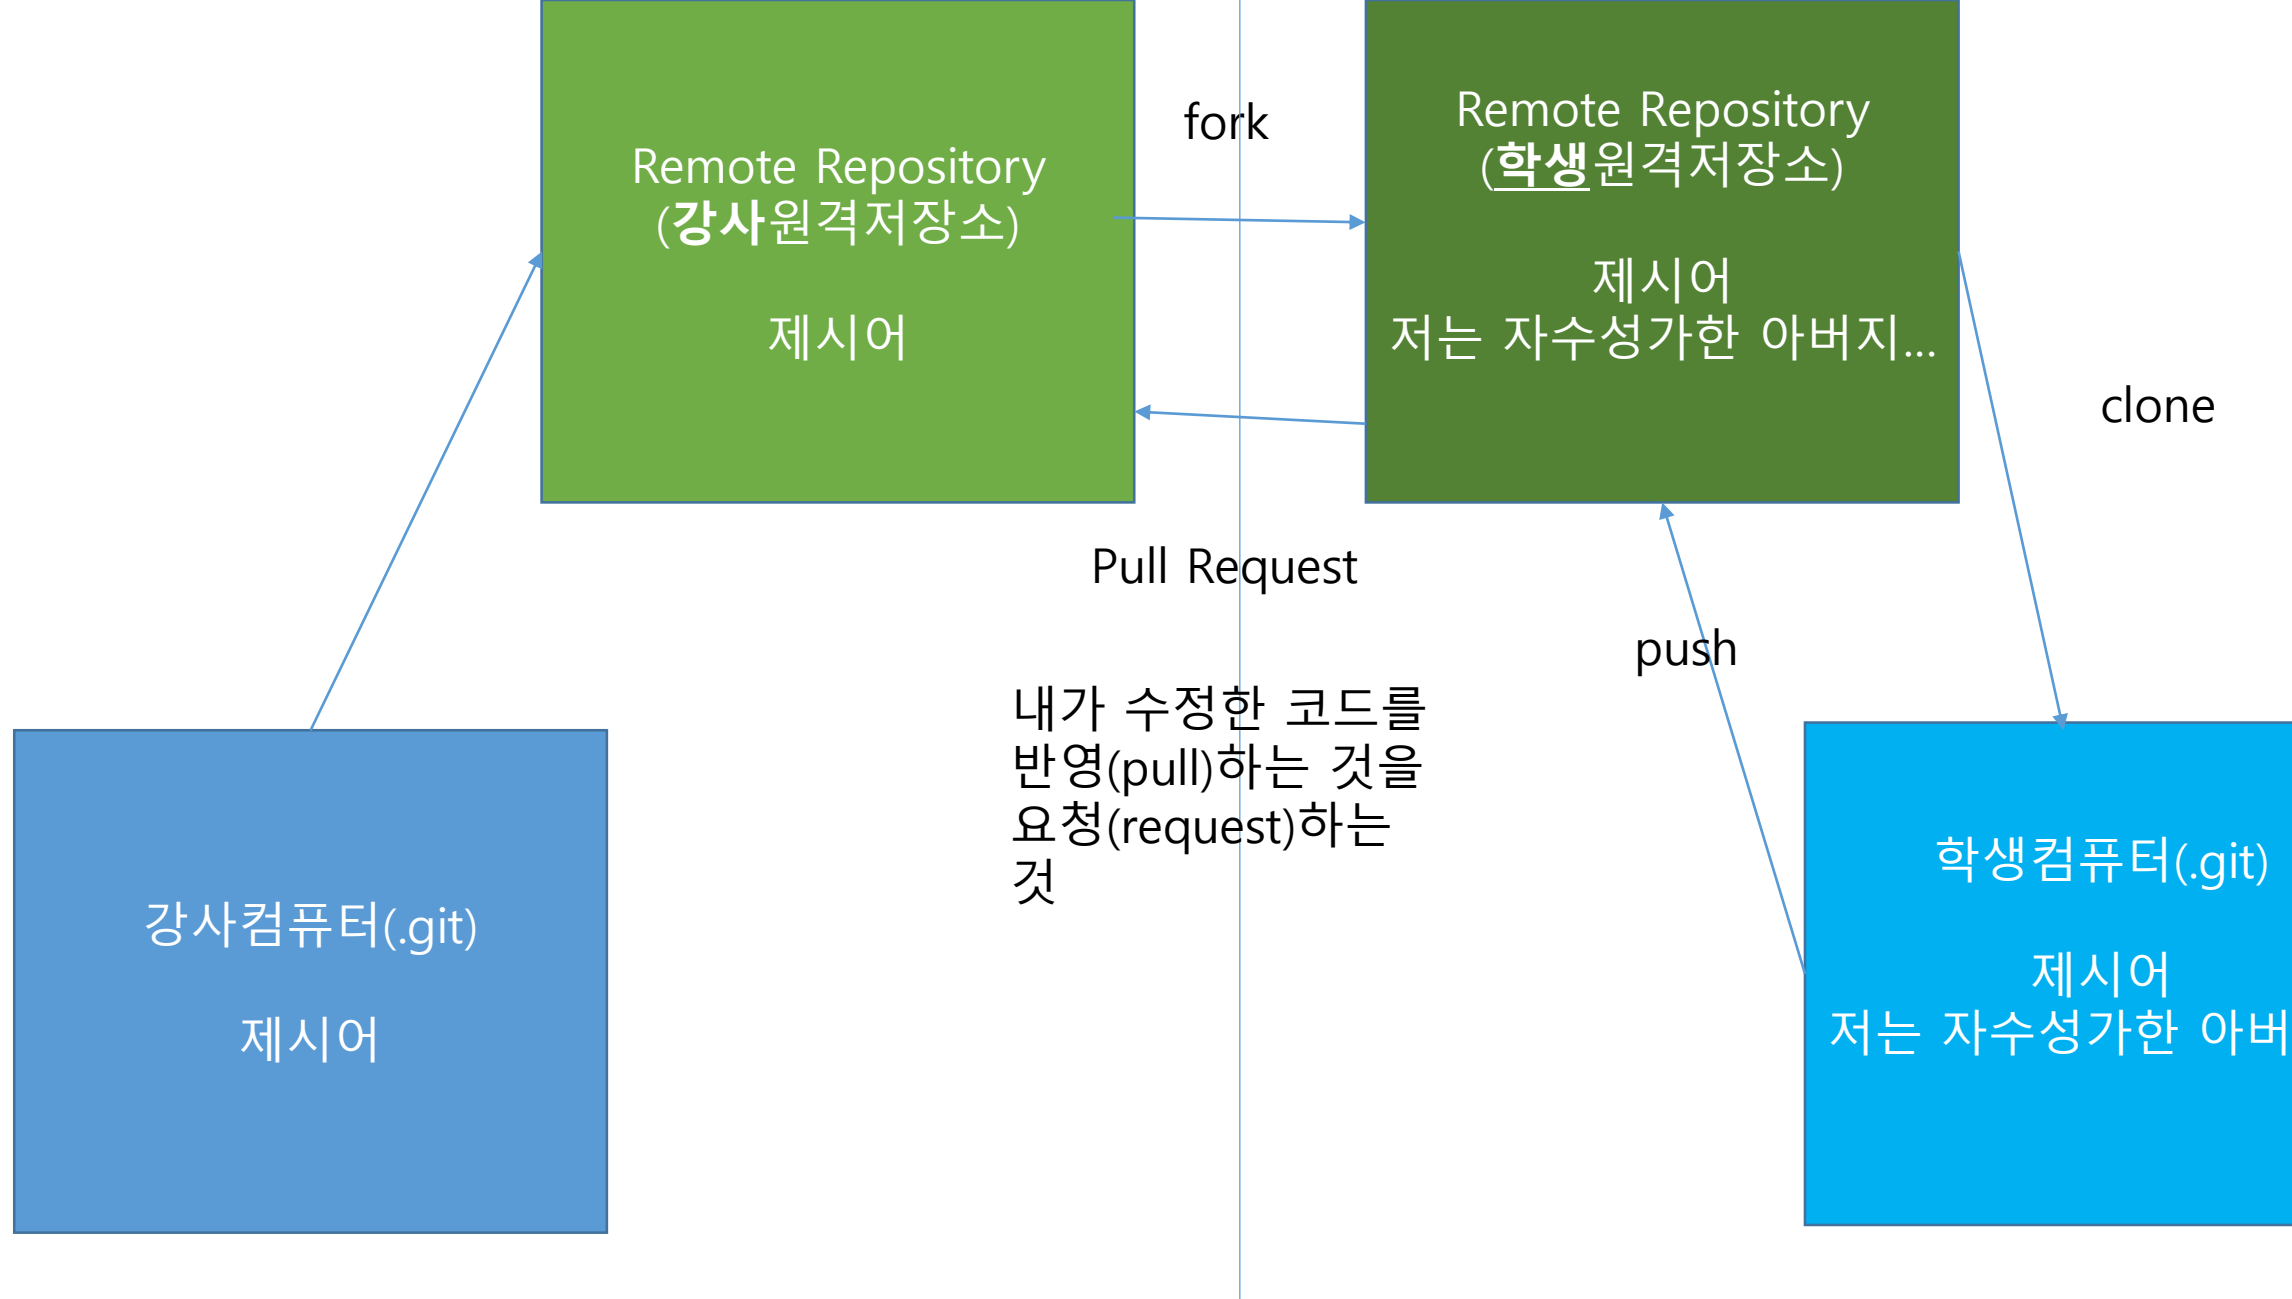 Remote Repository
(강사원격저장소)
제시어
fork
Remote Repository
(학생원격저장소)
제시어
저는 자수성가한 아버지...
clone
Pull Request
내가 수정한 코드를
반영(pull)하는 것을
요청(request)하는
것
push
강사컴퓨터(.git)
제시어
학생컴퓨터(.git)
제시어
저는 자수성가한 아버